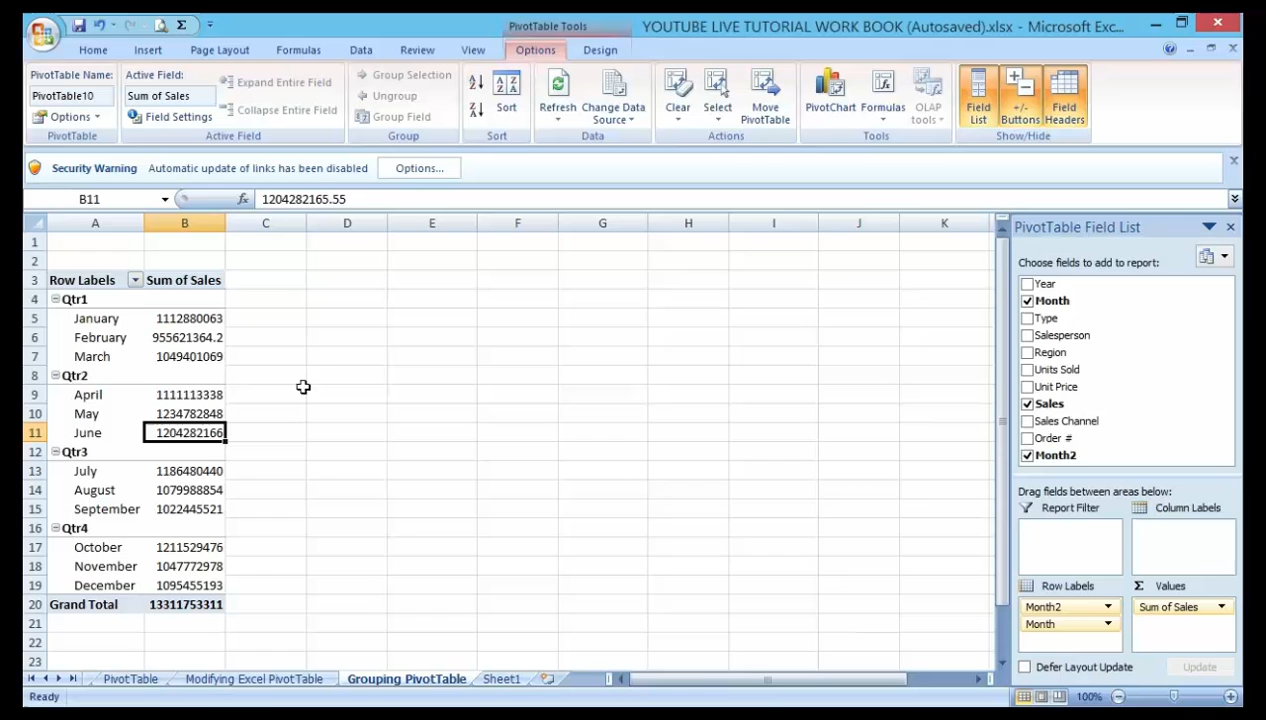 PivotTable Tools
YOUTUBE LIVE TUTORIAL WORK BOOK (Autosaved).xlsx - Microsoft Exc...
Home Insert Page Layout Formulas Data Review View Options Design
PivotTable Name: Active Field:
PivotTable10 Sum of Sales
Options Field Settings
Expand Entire Field
Collapse Entire Field
Group Selection
Ungroup
Group Field
Sort
Refresh Change Data Source
Clear Select Move PivotTable
PivotChart Formulas OLAP tools
Field List +/- Buttons Field Headers
PivotTable Active Field Group Sort Data Actions Tools Show/Hide
Security Warning Automatic update of links has been disabled Options...
B11 fx 1204282165.55
A B C D E F G H I J K
1
2
3 Row Labels Sum of Sales
4 Qtr1
5 January 1112880063
6 February 955621364.2
7 March 1049401069
8 Qtr2
9 April 1111113338
10 May 1234782848
11 June 1204282166
12 Qtr3
13 July 1186480440
14 August 1079988854
15 September 1022445521
16 Qtr4
17 October 1211529476
18 November 1047772978
19 December 1095455193
20 Grand Total 13311753311
21
22
23
PivotTable Field List
Choose fields to add to report:
Year
Month
Type
Salesperson
Region
Units Sold
Unit Price
Sales
Sales Channel
Order #
Month2
Drag fields between areas below:
Report Filter Column Labels
Row Labels Σ Values
Month2 Sum of Sales
Month
Defer Layout Update Update
PivotTable Modifying Excel PivotTable Grouping PivotTable Sheet1
Ready 100%